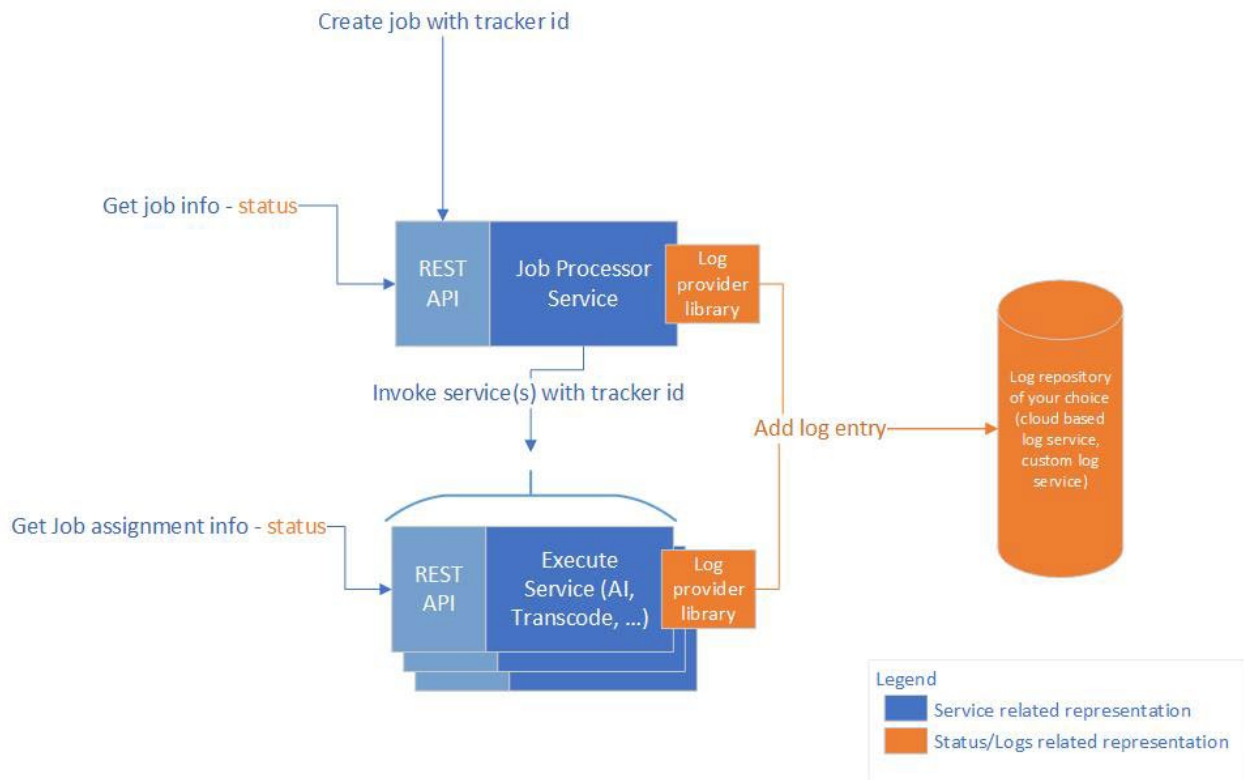 Create job with tracker id
Get job info - status
REST
API
Job Processor
Service
Log
provider
library
Invoke service(s) with tracker id
Log repository
of your choice
(cloud based
log service,
custom log
service)
Add log entry
Get Job assignment info - status
REST
API
Execute
Service (AI,
Transcode, ...)
Log
provider
library
Legend
Service related representation
Status/Logs related representation